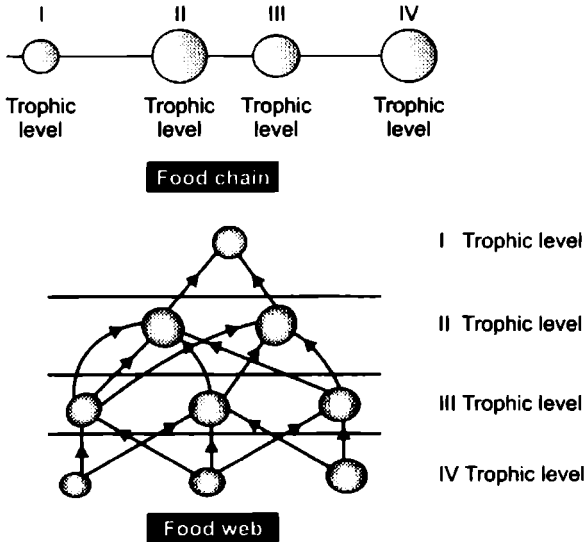 I II III IV
Trophic Trophic Trophic Trophic
level level level level
Food chain
I Trophic level
II Trophic level
III Trophic level
IV Trophic level
Food web